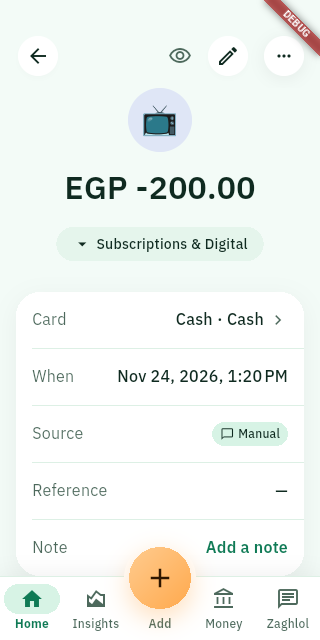 DEBUG
EGP -200.00
Subscriptions & Digital
Card Cash · Cash
When Nov 24, 2026, 1:20 PM
Source Manual
Reference —
Note Add a note
Home Insights Add Money Zaghlol